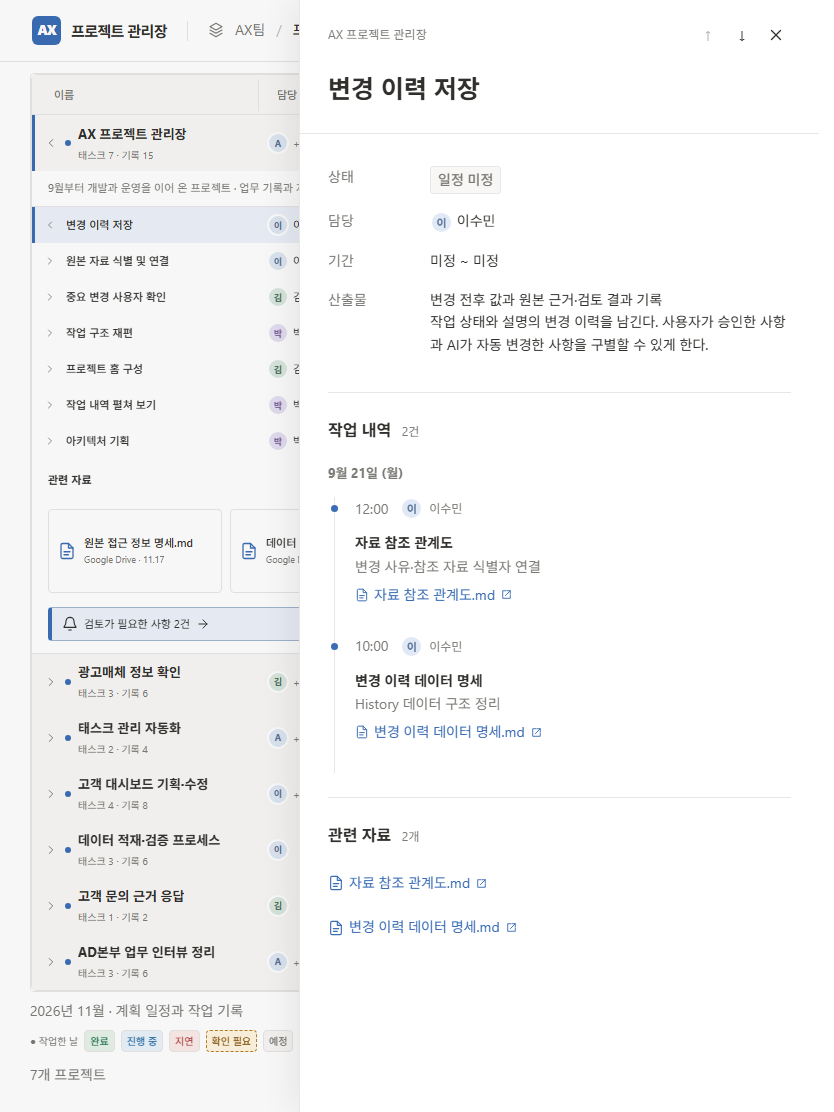 AX 프로젝트 관리장
AX팀 /
이름
담당
AX 프로젝트 관리장
태스크 7 · 기록 15
A +
9월부터 개발과 운영을 이어 온 프로젝트 · 업무 기록과
변경 이력 저장
이
원본 자료 식별 및 연결
이
중요 변경 사용자 확인
김
작업 구조 재편
박
프로젝트 홈 구성
김
작업 내역 펼쳐 보기
박
아키텍처 기획
박
관련 자료
원본 접근 정보 명세.md
Google Drive · 11.17
데이터
Google
검토가 필요한 사항 2건 →
광고매체 정보 확인
태스크 3 · 기록 6
김 +
태스크 관리 자동화
태스크 2 · 기록 4
A +
고객 대시보드 기획·수정
태스크 4 · 기록 8
이 +
데이터 적재·검증 프로세스
태스크 3 · 기록 6
이
고객 문의 근거 응답
태스크 1 · 기록 2
김
AD본부 업무 인터뷰 정리
태스크 3 · 기록 6
A +
2026년 11월 · 계획 일정과 작업 기록
● 작업한 날 완료 진행 중 지연 확인 필요 예정
7개 프로젝트
AX 프로젝트 관리장
↑ ↓ ×
변경 이력 저장
상태 일정 미정
담당 이 이수민
기간 미정 ~ 미정
산출물 변경 전후 값과 원본 근거·검토 결과 기록
작업 상태와 설명의 변경 이력을 남긴다. 사용자가 승인한 사항
과 AI가 자동 변경한 사항을 구별할 수 있게 한다.
작업 내역 2건
9월 21일 (월)
12:00 이 이수민
자료 참조 관계도
변경 사유·참조 자료 식별자 연결
자료 참조 관계도.md
10:00 이 이수민
변경 이력 데이터 명세
History 데이터 구조 정리
변경 이력 데이터 명세.md
관련 자료 2개
자료 참조 관계도.md
변경 이력 데이터 명세.md